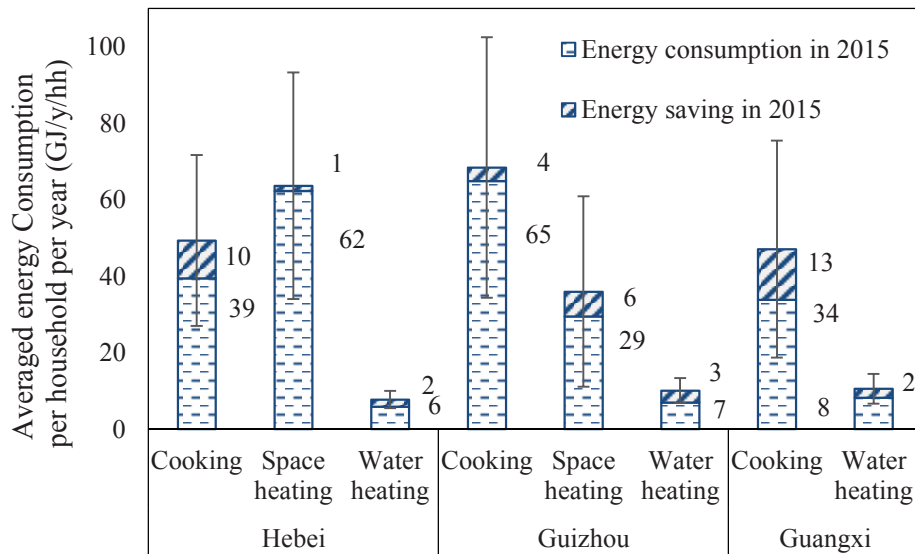 Averaged energy Consumption
per household per year (GJ/y/hh)
100
80
60
40
20
0
Energy consumption in 2015
Energy saving in 2015
10
39
1
62
2
6
4
65
6
29
3
7
13
34
2
8
Cooking
Space
heating
Water
heating
Cooking
Space
heating
Water
heating
Cooking
Water
heating
Hebei
Guizhou
Guangxi